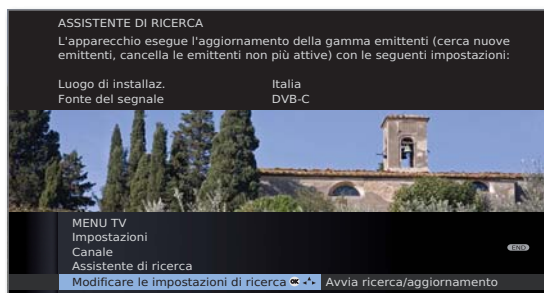 ASSISTENTE DI RICERCA
L'apparecchio esegue l'aggiornamento della gamma emittenti (cerca nuove
emittenti, cancella le emittenti non più attive) con le seguenti impostazioni:
Luogo di installaz. Italia
Fonte del segnale DVB-C
MENU TV
Impostazioni
Canale
END
Assistente di ricerca
Modificare le impostazioni di ricerca OK Avvia ricerca/aggiornamento